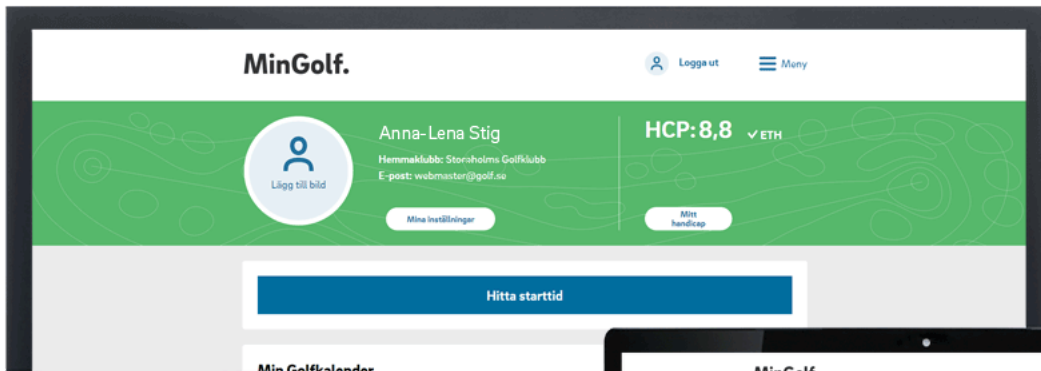 MinGolf.
Logga ut
Meny
Anna-Lena Stig
Hemmaklubb: Storaholms Golfklubb
E-post: webmaster@golf.se
Lägg till bild
Mina inställningar
HCP: 8,8 ETH
Mitt
handicap
Hitta starttid
Min Golfkalender
MinGolf